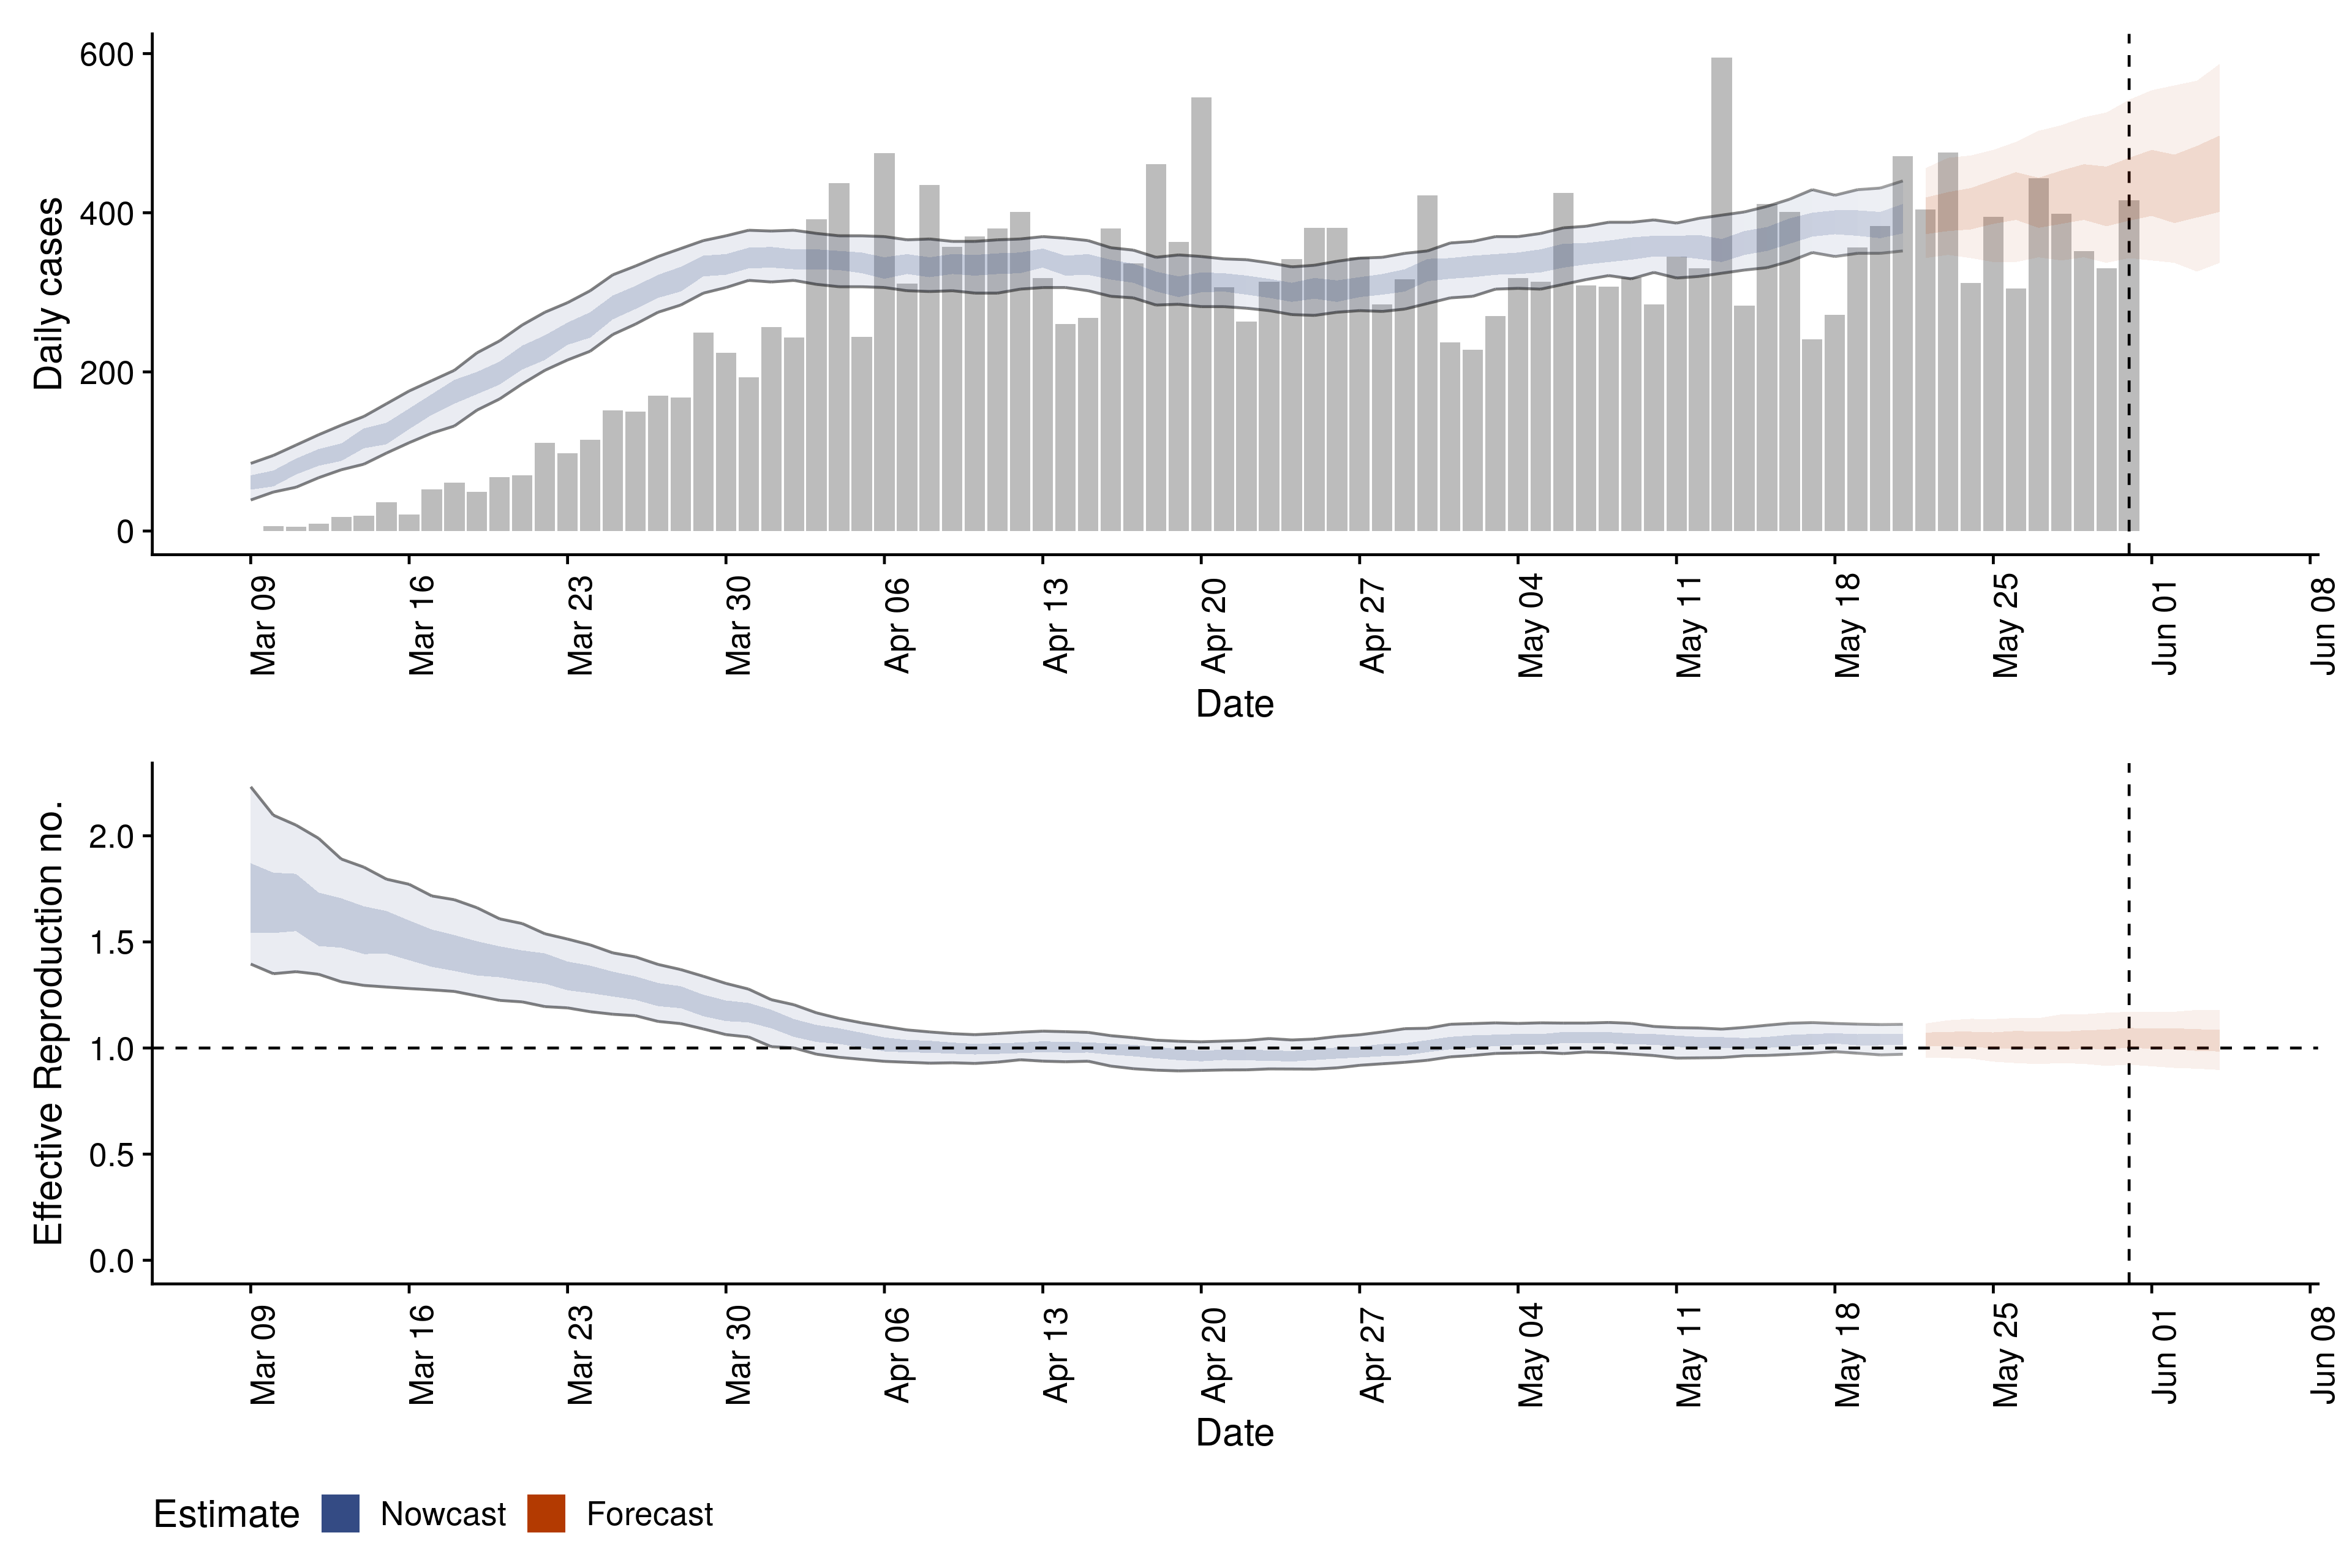 600
400
200
0
Daily cases
Mar 09 Mar 16 Mar 23 Mar 30 Apr 06 Apr 13 Apr 20 Apr 27 May 04 May 11 May 18 May 25 Jun 01 Jun 08
Date
2.0
1.5
1.0
0.5
0.0
Effective Reproduction no.
Mar 09 Mar 16 Mar 23 Mar 30 Apr 06 Apr 13 Apr 20 Apr 27 May 04 May 11 May 18 May 25 Jun 01 Jun 08
Date
Estimate Nowcast Forecast